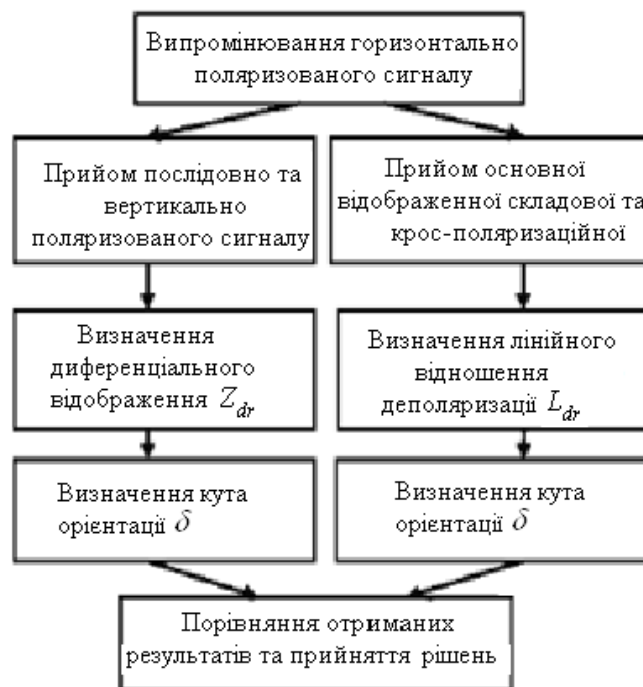 Випромінювання горизонтально
поляризованого сигналу
Прийом послідовно та
вертикально
поляризованого сигналу
Прийом основної
відображенної складової та
крос-поляризаційної
Визначення
диференціального
відображення Z_dr
Визначення лінійного
відношення
деполяризації L_dr
Визначення кута
орієнтації δ
Визначення кута
орієнтації δ
Порівняння отриманих
результатів та прийняття рішень